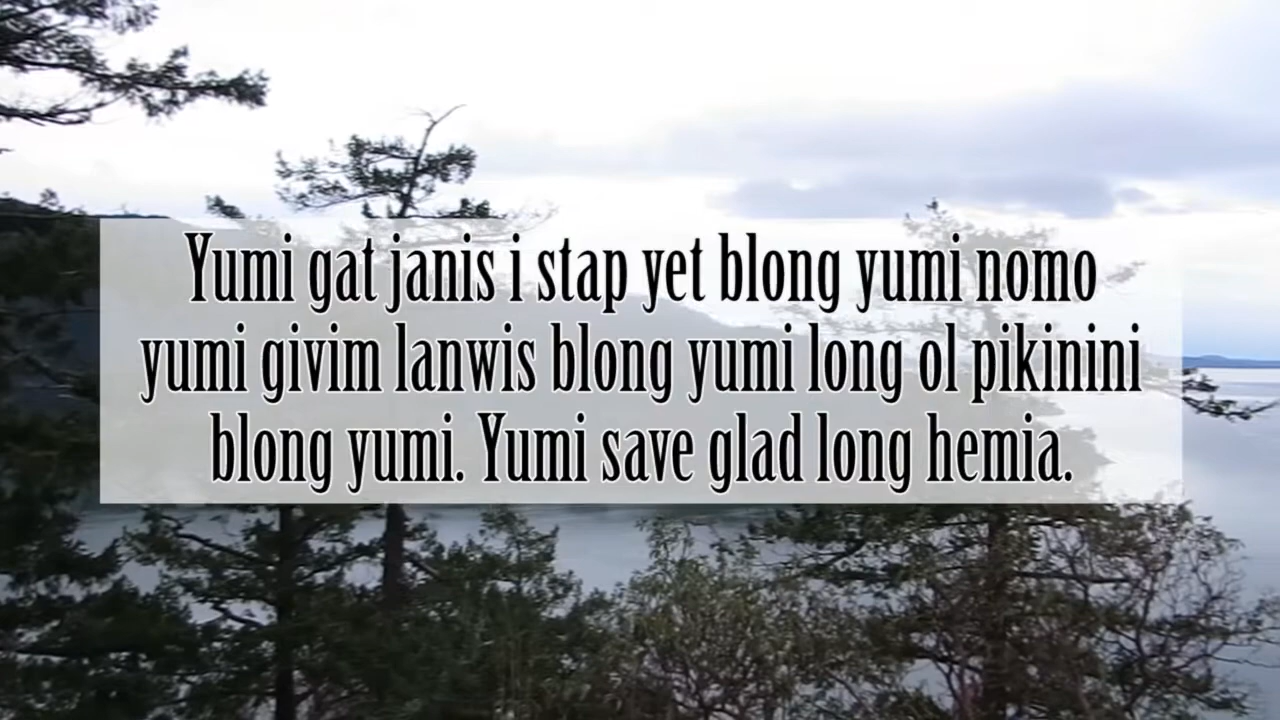 Yumi gat janis i stap yet blong yumi nomo
yumi givim lanwis blong yumi long ol pikinini
blong yumi. Yumi save glad long hemia.